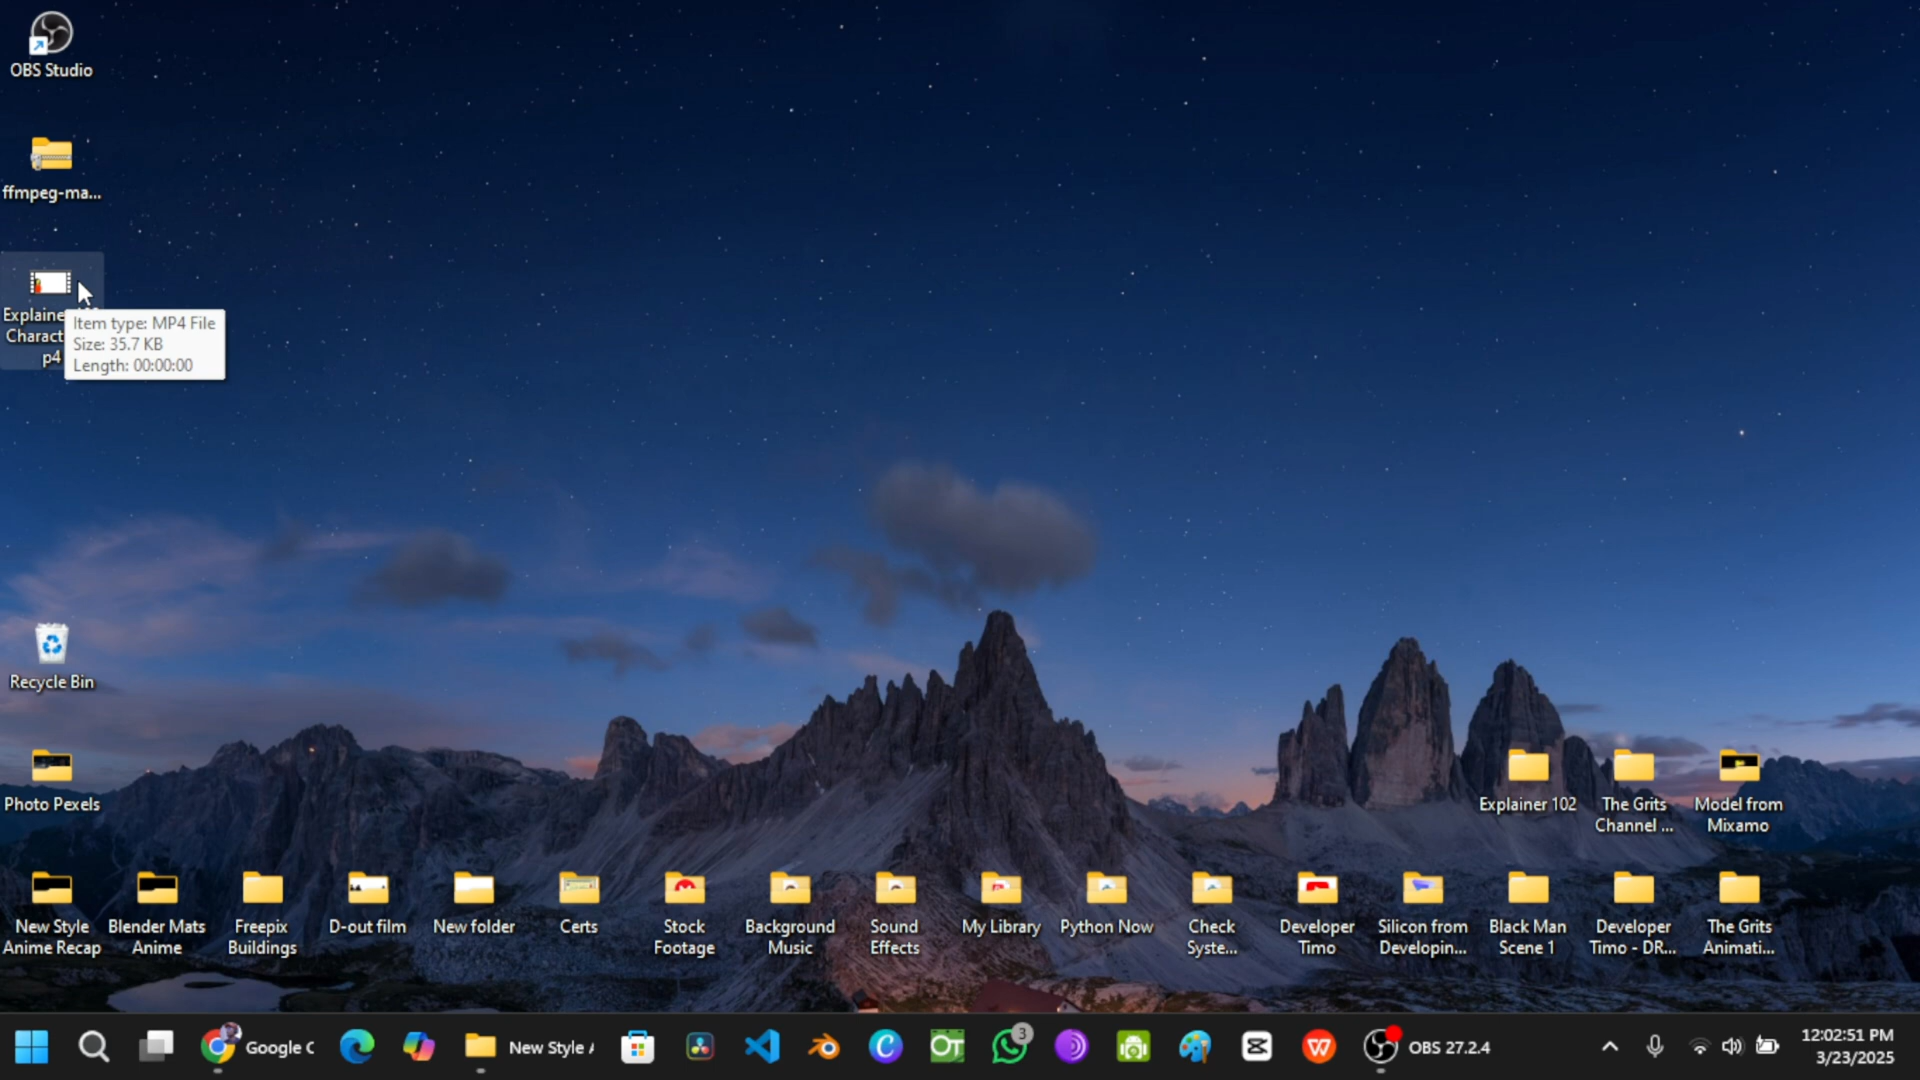 OBS Studio
ffmpeg-ma...
Explaine
Charact
p4
Item type: MP4 File
Size: 35.7 KB
Length: 00:00:00
Recycle Bin
Photo Pexels
Explainer 102
The Grits
Channel ...
Model from
Mixamo
New Style
Anime Recap
Blender Mats
Anime
Freepix
Buildings
D-out film
New folder
Certs
Stock
Footage
Background
Music
Sound
Effects
My Library
Python Now
Check
Syste...
Developer
Timo
Silicon from
Developin...
Black Man
Scene 1
Developer
Timo - DR...
The Grits
Animati...
Google C
New Style A
3
OBS 27.2.4
12:02:51 PM
3/23/2025